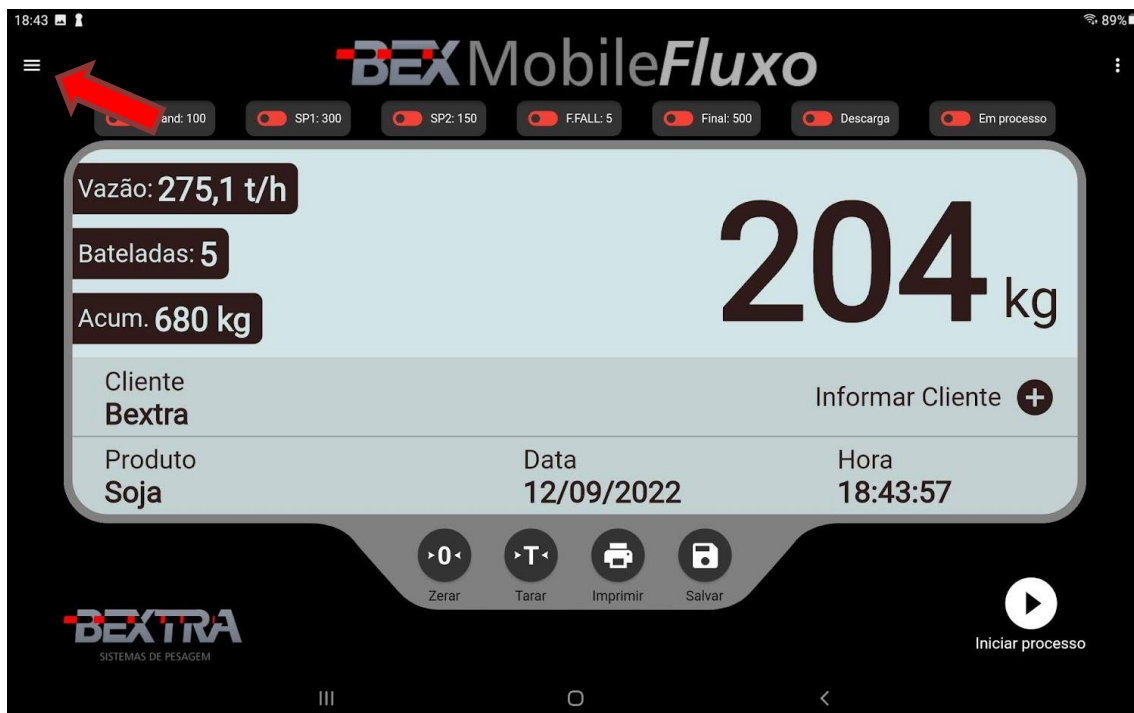 18:43 89%
BEX MobileFluxo
and: 100 SP1: 300 SP2: 150 F.FALL: 5 Final: 500 Descarga Em processo
Vazão: 275,1 t/h
Bateladas: 5
Acum. 680 kg
204 kg
Cliente
Bextra
Informar Cliente
Produto
Soja
Data
12/09/2022
Hora
18:43:57
0 T
Zerar Tarar Imprimir Salvar
Iniciar processo
BEXTRA
SISTEMAS DE PESAGEM